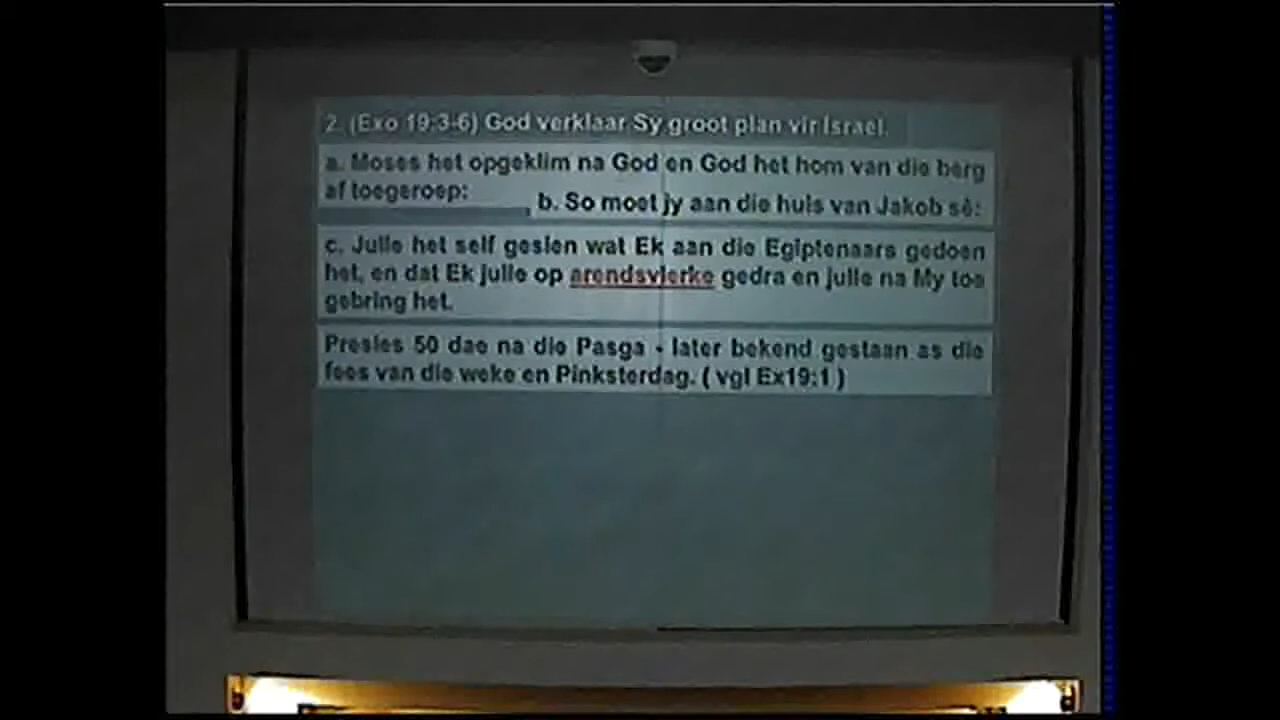 2. (Exo 19:3-6) God verklaar Sy groot plan vir Israel.
a. Moses het opgeklim na God en God het hom van die berg
af toegeroep:
b. So moet jy aan die huis van Jakob sê:
c. Julle het self gesien wat Ek aan die Egiptenaars gedoen
het, en dat Ek julle op arendsvlerke gedra en julle na My toe
gebring het.
Presies 50 dae na die Pasga - later bekend gestaan as die
fees van die weke en Pinksterdag. ( vgl Ex19:1 )